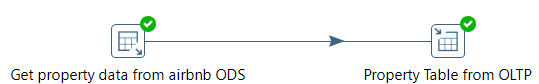 Get property data from airbnb ODS
Property Table from OLTP